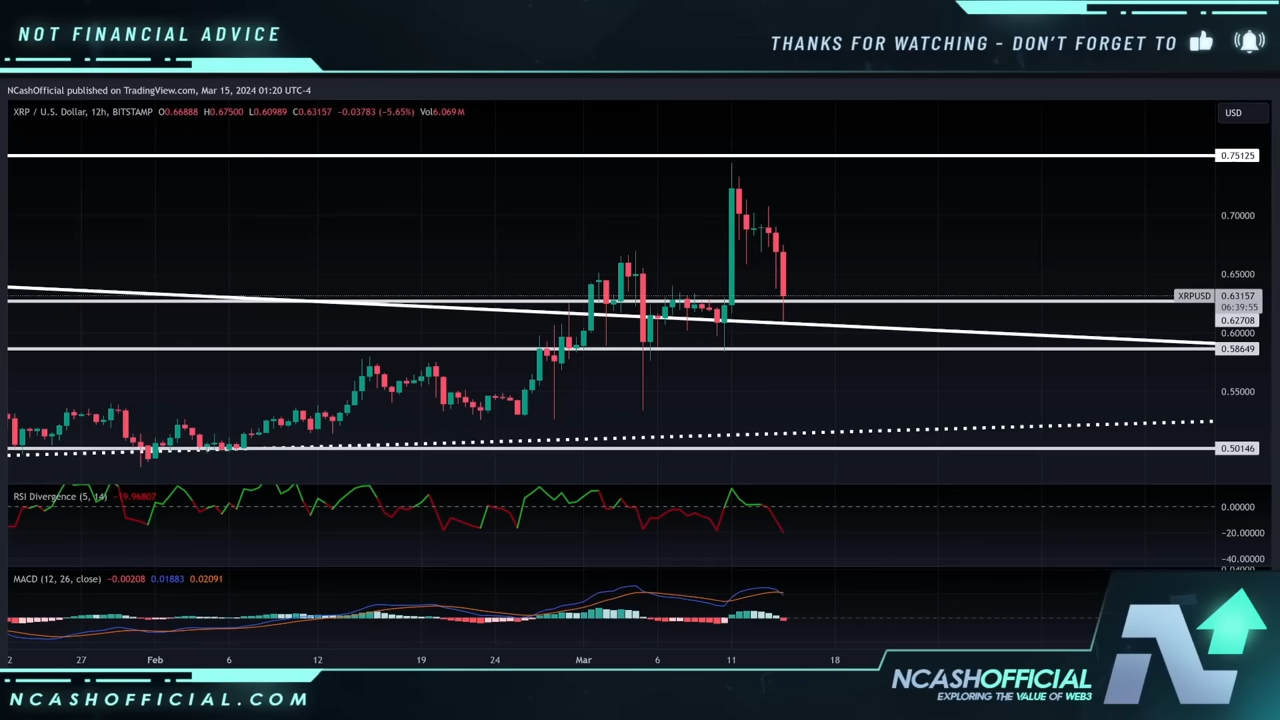 NOT FINANCIAL ADVICE
THANKS FOR WATCHING - DON'T FORGET TO
NCashOfficial published on TradingView.com, Mar 15, 2024 01:20 UTC-4
XRP / U.S. Dollar, 12h, BITSTAMP O0.66888 H0.67500 L0.60989 C0.63157 −0.03783 (−5.65%) Vol6.069M
USD
0.75125
0.70000
0.65000
XRPUSD 0.63157
06:39:55
0.62708
0.60000
0.58649
0.55000
0.50146
RSI Divergence (5, 14)
0.00000
−20.00000
−40.00000
MACD (12, 26, close) −0.00208 0.01883 0.02091
27 Feb 6 12 19 24 Mar 6 11 18
NCASHOFFICIAL
EXPLORING THE VALUE OF WEB3
NCASHOFFICIAL.COM